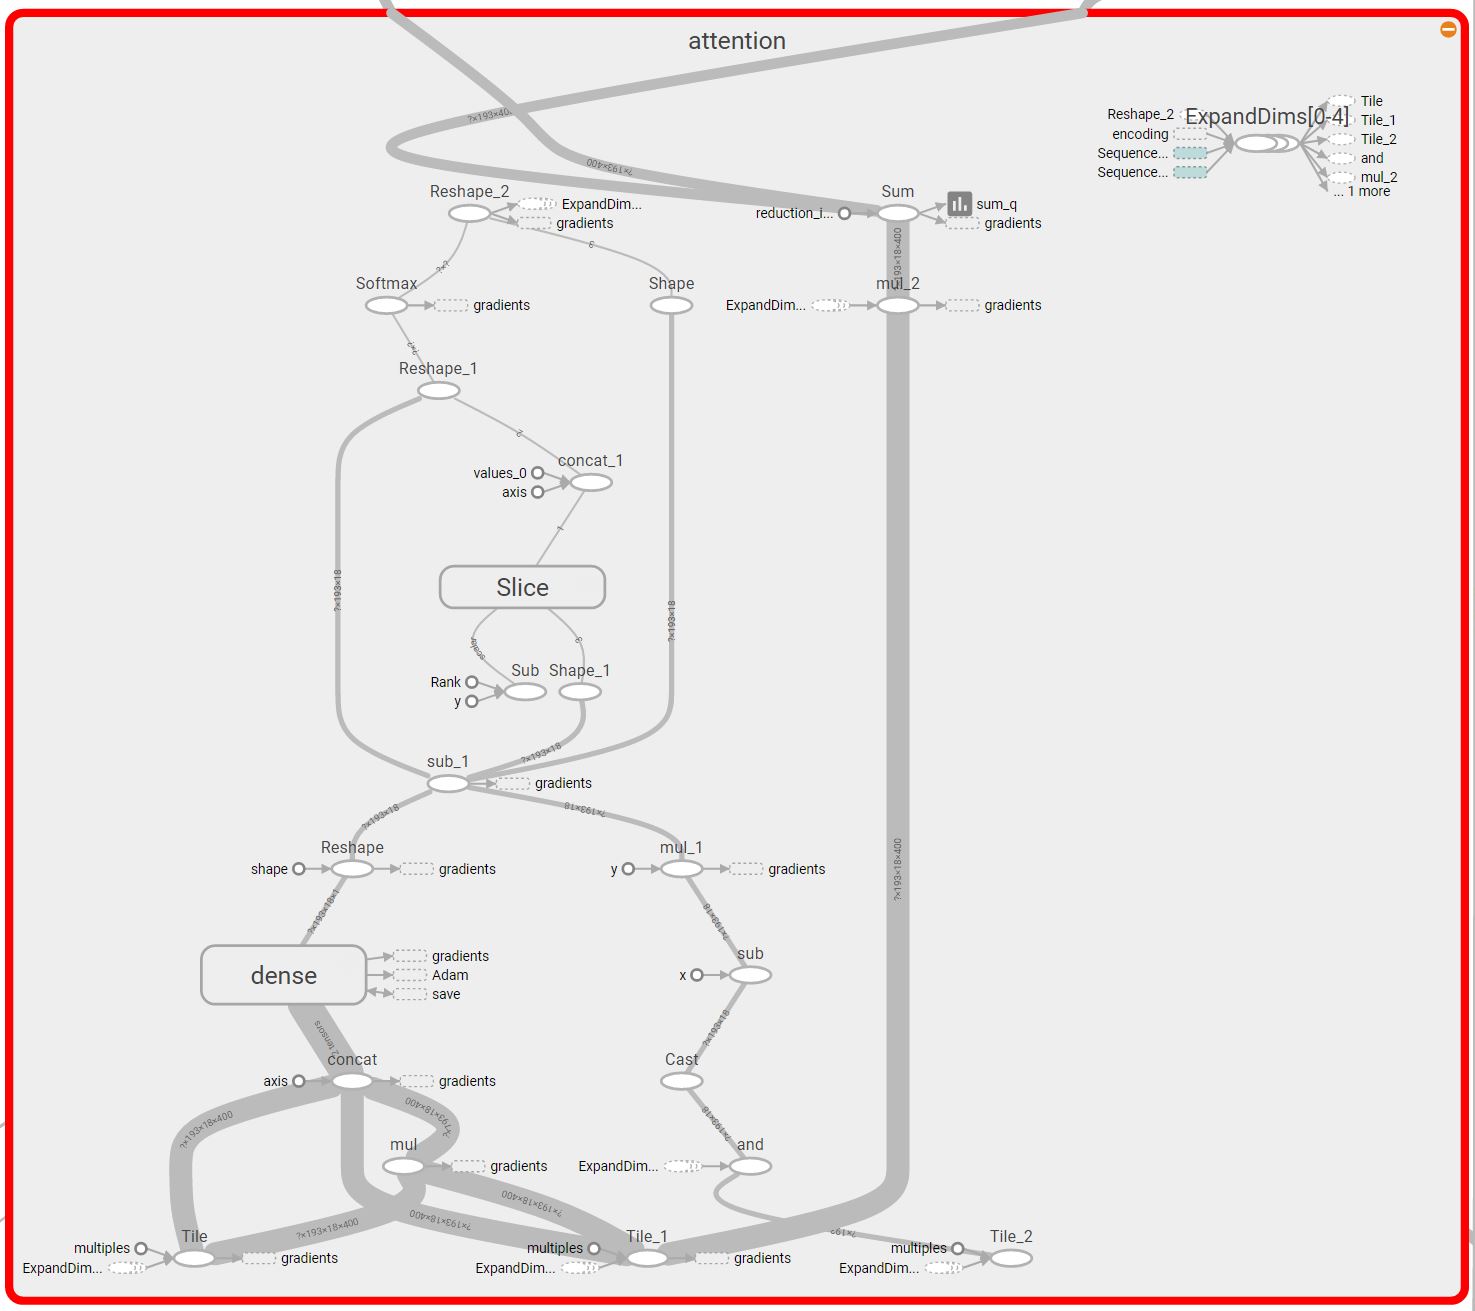 attention
?×193×400
ExpandDims[0-4]
Reshape_2
encoding
Sequence...
Sequence...
Tile
Tile_1
Tile_2
and
mul_2
... 1 more
?×193×400
Reshape_2
ExpandDim...
gradients
Sum
reduction_i...
sum_q
gradients
3
?×?
?×193×18×400
Softmax
gradients
Shape
mul_2
ExpandDim...
gradients
?×?
Reshape_1
2
concat_1
values_0
axis
1
Slice
?×193×18
?×193×18
scalar
3
Sub
Shape_1
Rank
y
?×193×18
sub_1
gradients
?×193×18
?×193×18
Reshape
shape
gradients
mul_1
y
gradients
?×193×18×400
?×193×18×1
?×193×18
dense
gradients
Adam
save
sub
x
2 tensors
?×193×18
concat
axis
gradients
Cast
?×193×18×400
?×193×18×400
?×193×18
mul
gradients
and
ExpandDim...
?×193×18×400
?×193×18×400
?×193×18×400
?×19?
Tile
multiples
ExpandDim...
gradients
Tile_1
multiples
ExpandDim...
gradients
Tile_2
multiples
ExpandDim...